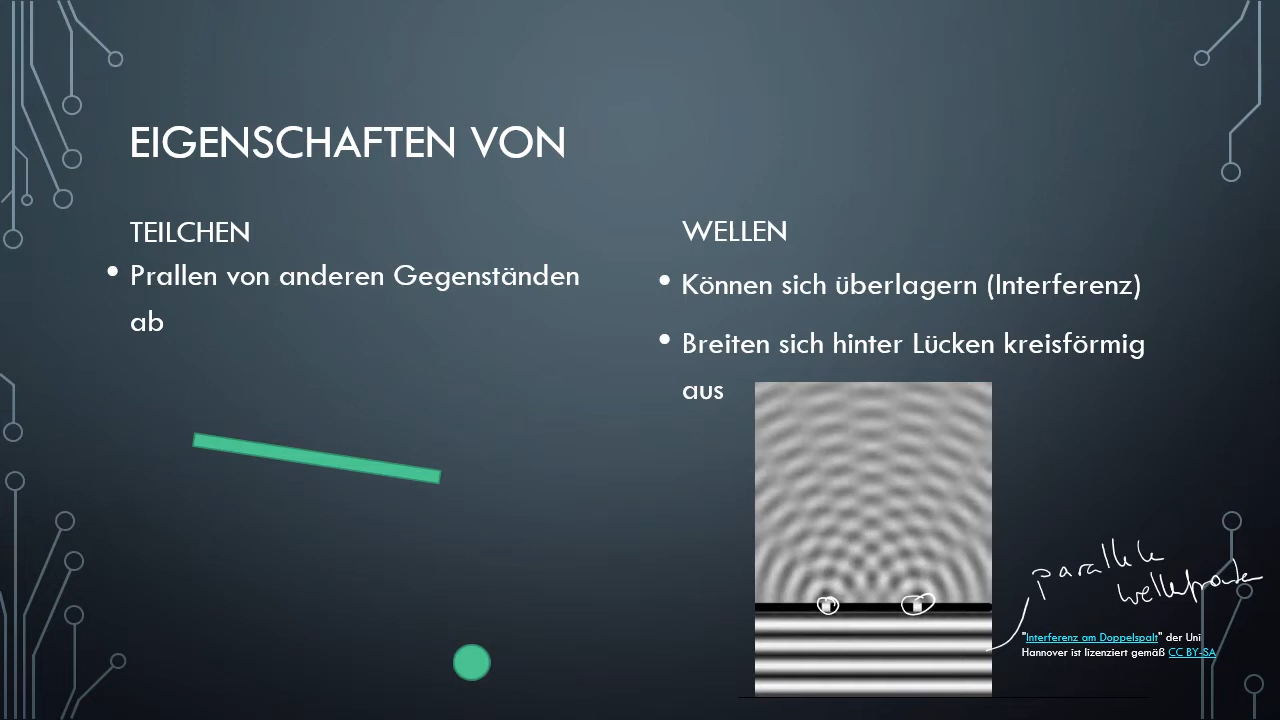 EIGENSCHAFTEN VON
TEILCHEN
Prallen von anderen Gegenständen
ab
WELLEN
Können sich überlagern (Interferenz)
Breiten sich hinter Lücken kreisförmig
aus
parallele
"Interferenz am Doppelspalt" der Uni
Hannover ist lizenziert gemäß CC BY-SA